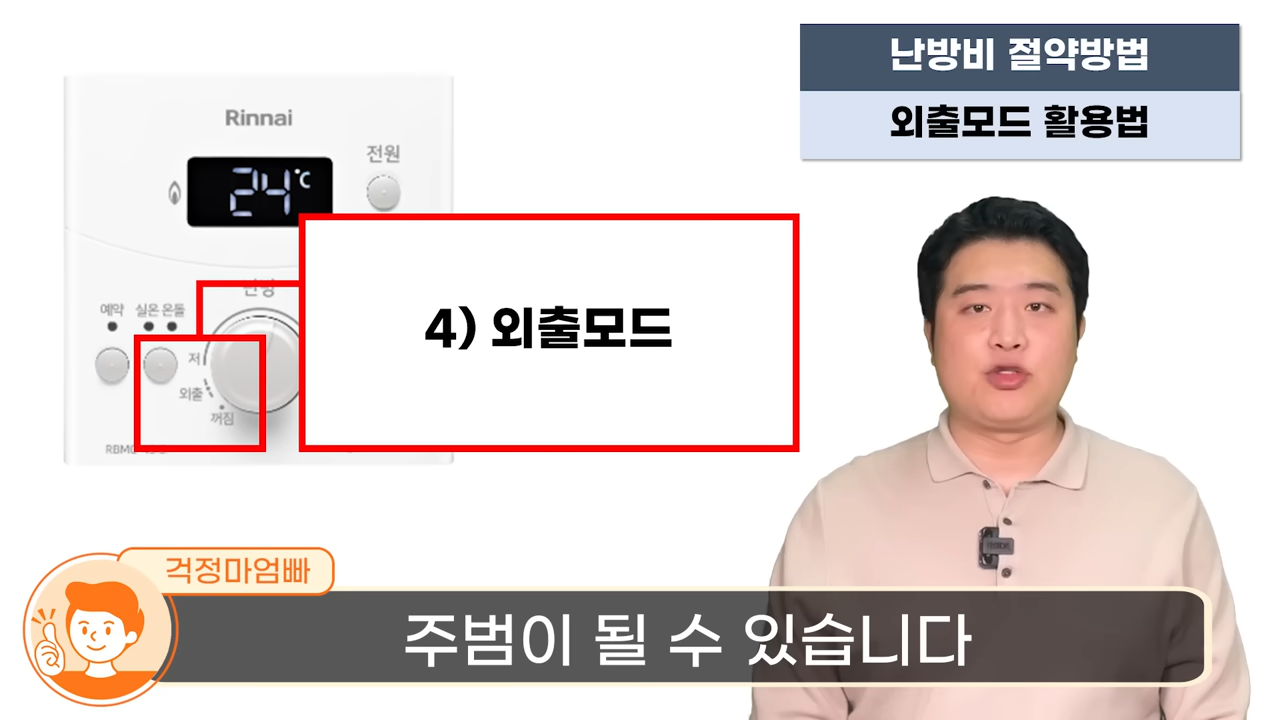 난방비 절약방법
외출모드 활용법
Rinnai
전원
24℃
난방
예약 실온 온돌
저
외출
꺼짐
4) 외출모드
걱정마엄빠
주범이 될 수 있습니다